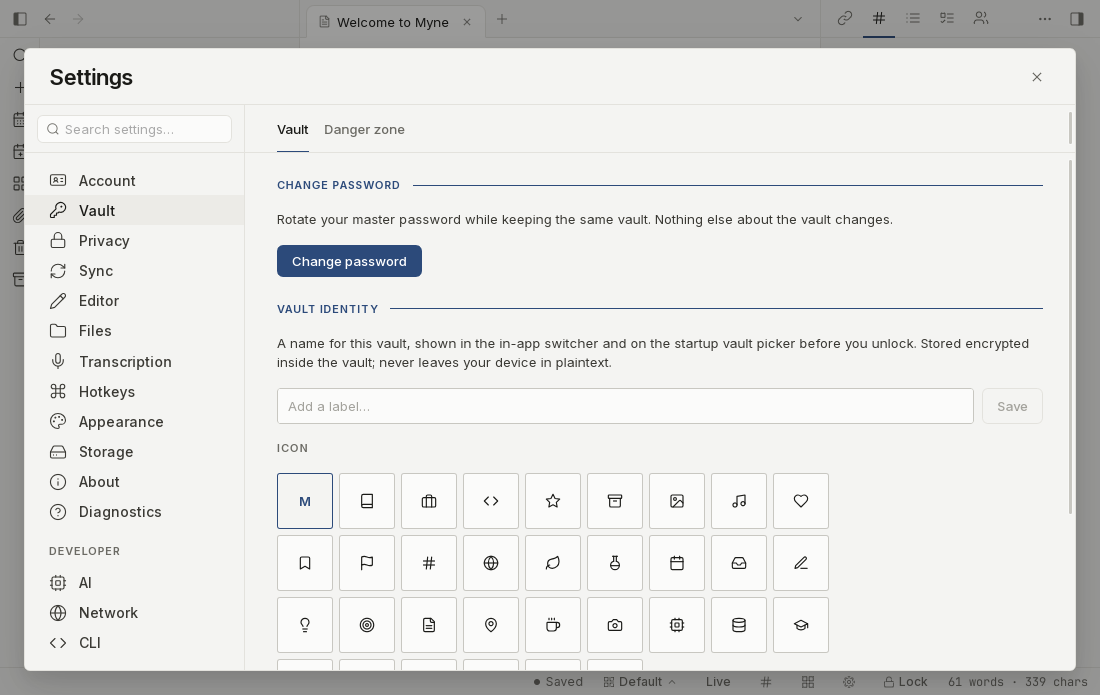 Welcome to Myne
Settings
Search settings...
Account
Vault
Privacy
Sync
Editor
Files
Transcription
Hotkeys
Appearance
Storage
About
Diagnostics
DEVELOPER
AI
Network
CLI
Vault Danger zone
CHANGE PASSWORD
Rotate your master password while keeping the same vault. Nothing else about the vault changes.
Change password
VAULT IDENTITY
A name for this vault, shown in the in-app switcher and on the startup vault picker before you unlock. Stored encrypted
inside the vault; never leaves your device in plaintext.
Add a label...
Save
ICON
M
Saved Default Live Lock 61 words · 339 chars